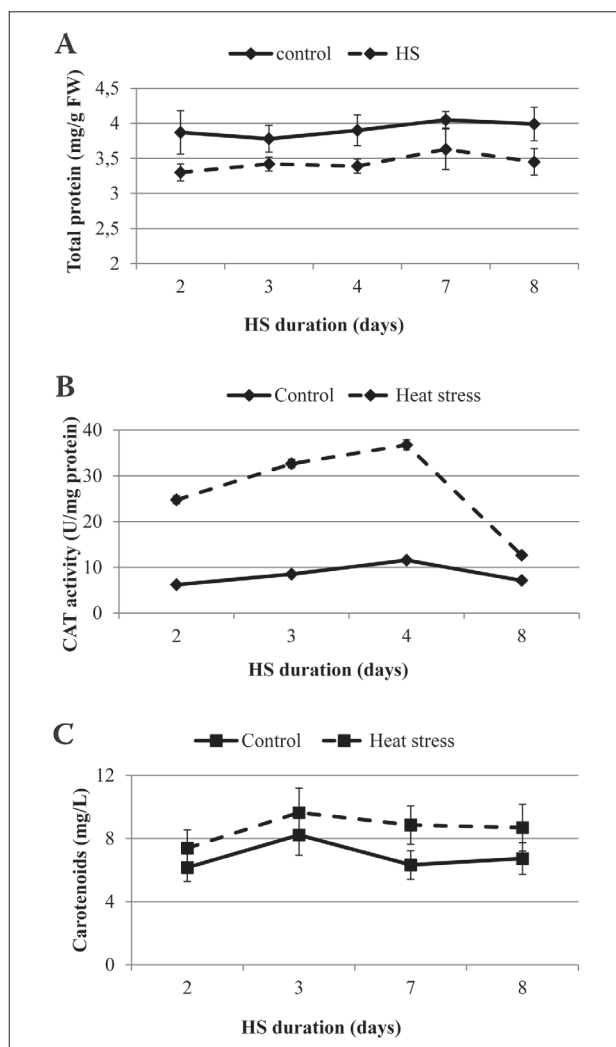 A
control HS
Total protein (mg/g FW)
4,5
4
3,5
3
2,5
2
2 3 4 7 8
HS duration (days)
B
Control Heat stress
CAT activity (U/mg protein)
40
30
20
10
0
2 3 4 8
HS duration (days)
C
Control Heat stress
Carotenoids (mg/L)
12
8
4
0
2 3 7 8
HS duration (days)